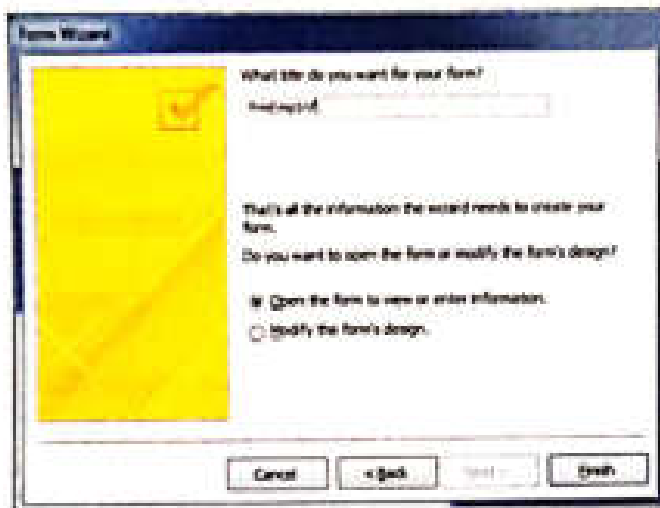 Form Wizard
What title do you want for your form?
That's all the information the wizard needs to create your
form.
Do you want to open the form or modify the form's design?
Open the form to view or enter information.
Modify the form's design.
Cancel
< Back
Next >
Finish